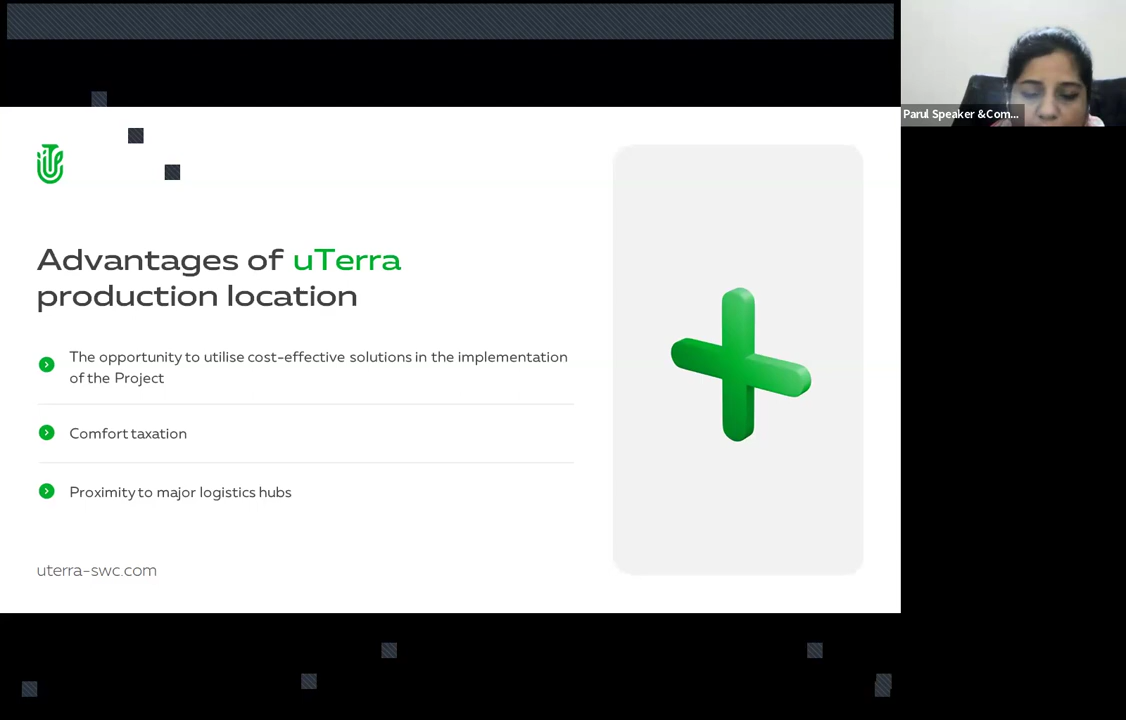 Parul Speaker &Com...
Advantages of uTerra
production location
The opportunity to utilise cost-effective solutions in the implementation
of the Project
Comfort taxation
Proximity to major logistics hubs
uterra-swc.com